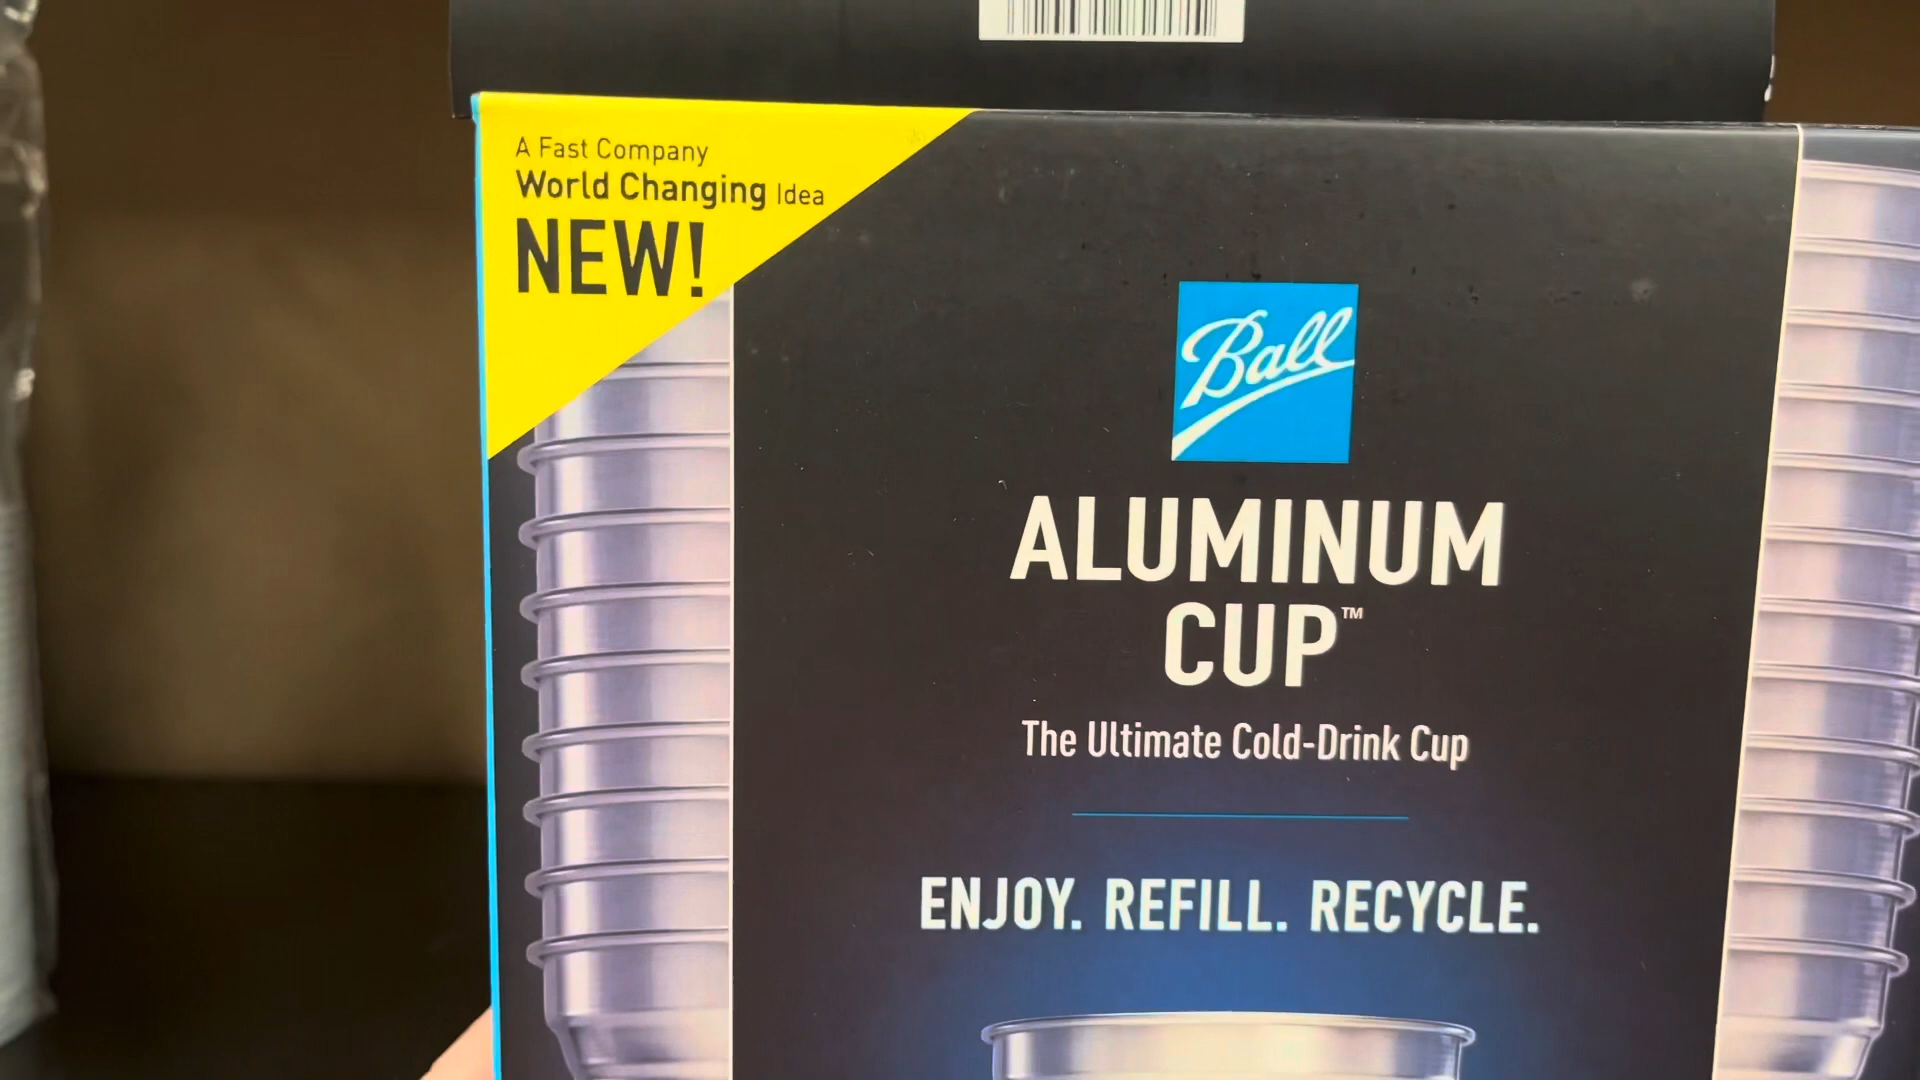 A Fast Company
World Changing Idea
NEW!
Ball
ALUMINUM
CUP™
The Ultimate Cold-Drink Cup
ENJOY. REFILL. RECYCLE.